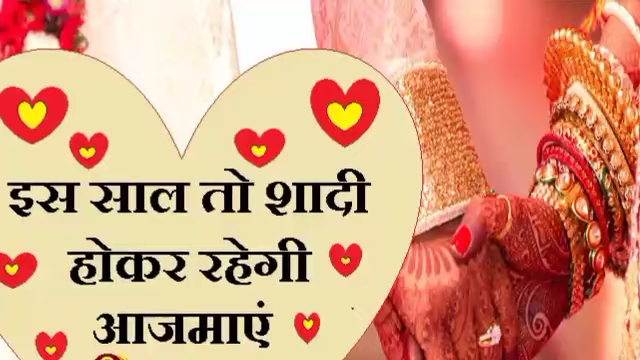 इस साल तो शादी
होकर रहेगी
आजमाएं